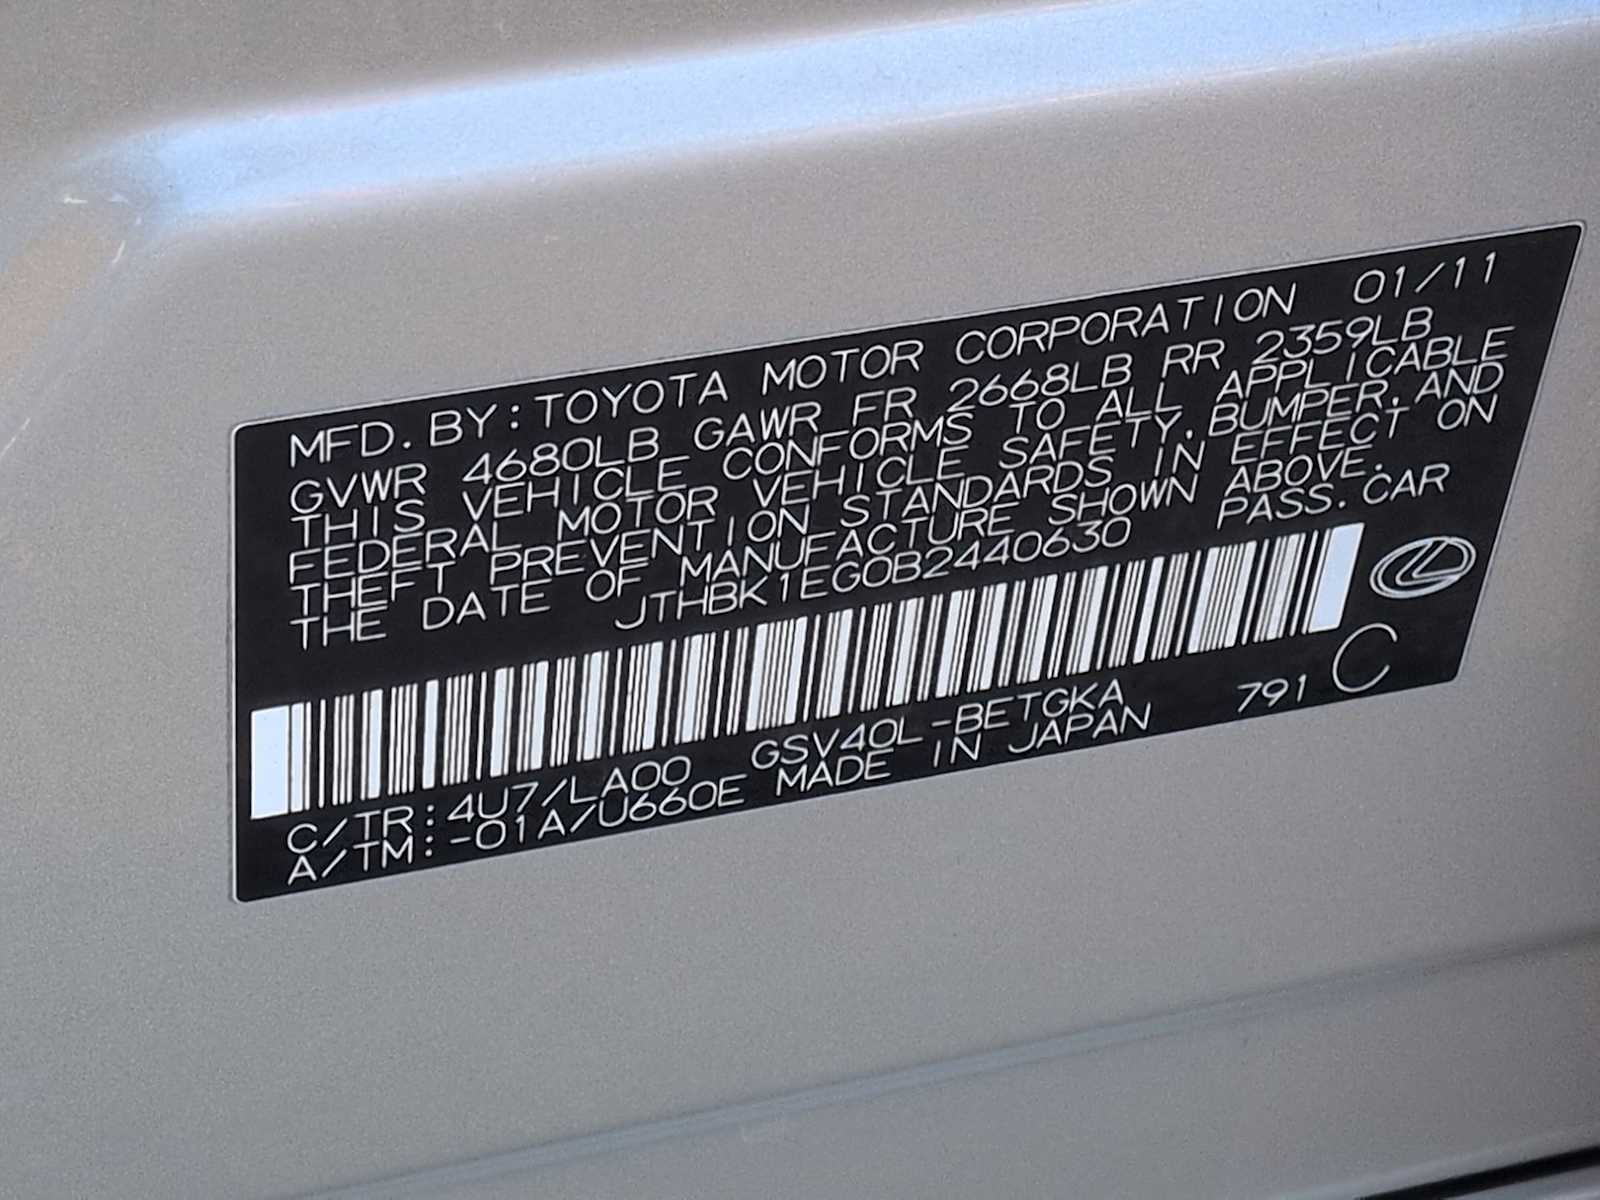 MFD. BY: TOYOTA MOTOR CORPORATION 01/11
GVWR 4680LB GAWR FR 2668LB RR 2359LB
THIS VEHICLE CONFORMS TO ALL APPLICABLE
FEDERAL MOTOR VEHICLE SAFETY, BUMPER, AND
THEFT PREVENTION STANDARDS IN EFFECT ON
THE DATE OF MANUFACTURE SHOWN ABOVE.
JTHBK1EG0B2440630 PASS. CAR
C/TR: 4U7/LA00 GSV40L-BETGKA 791 C
A/TM: -01A/U660E MADE IN JAPAN